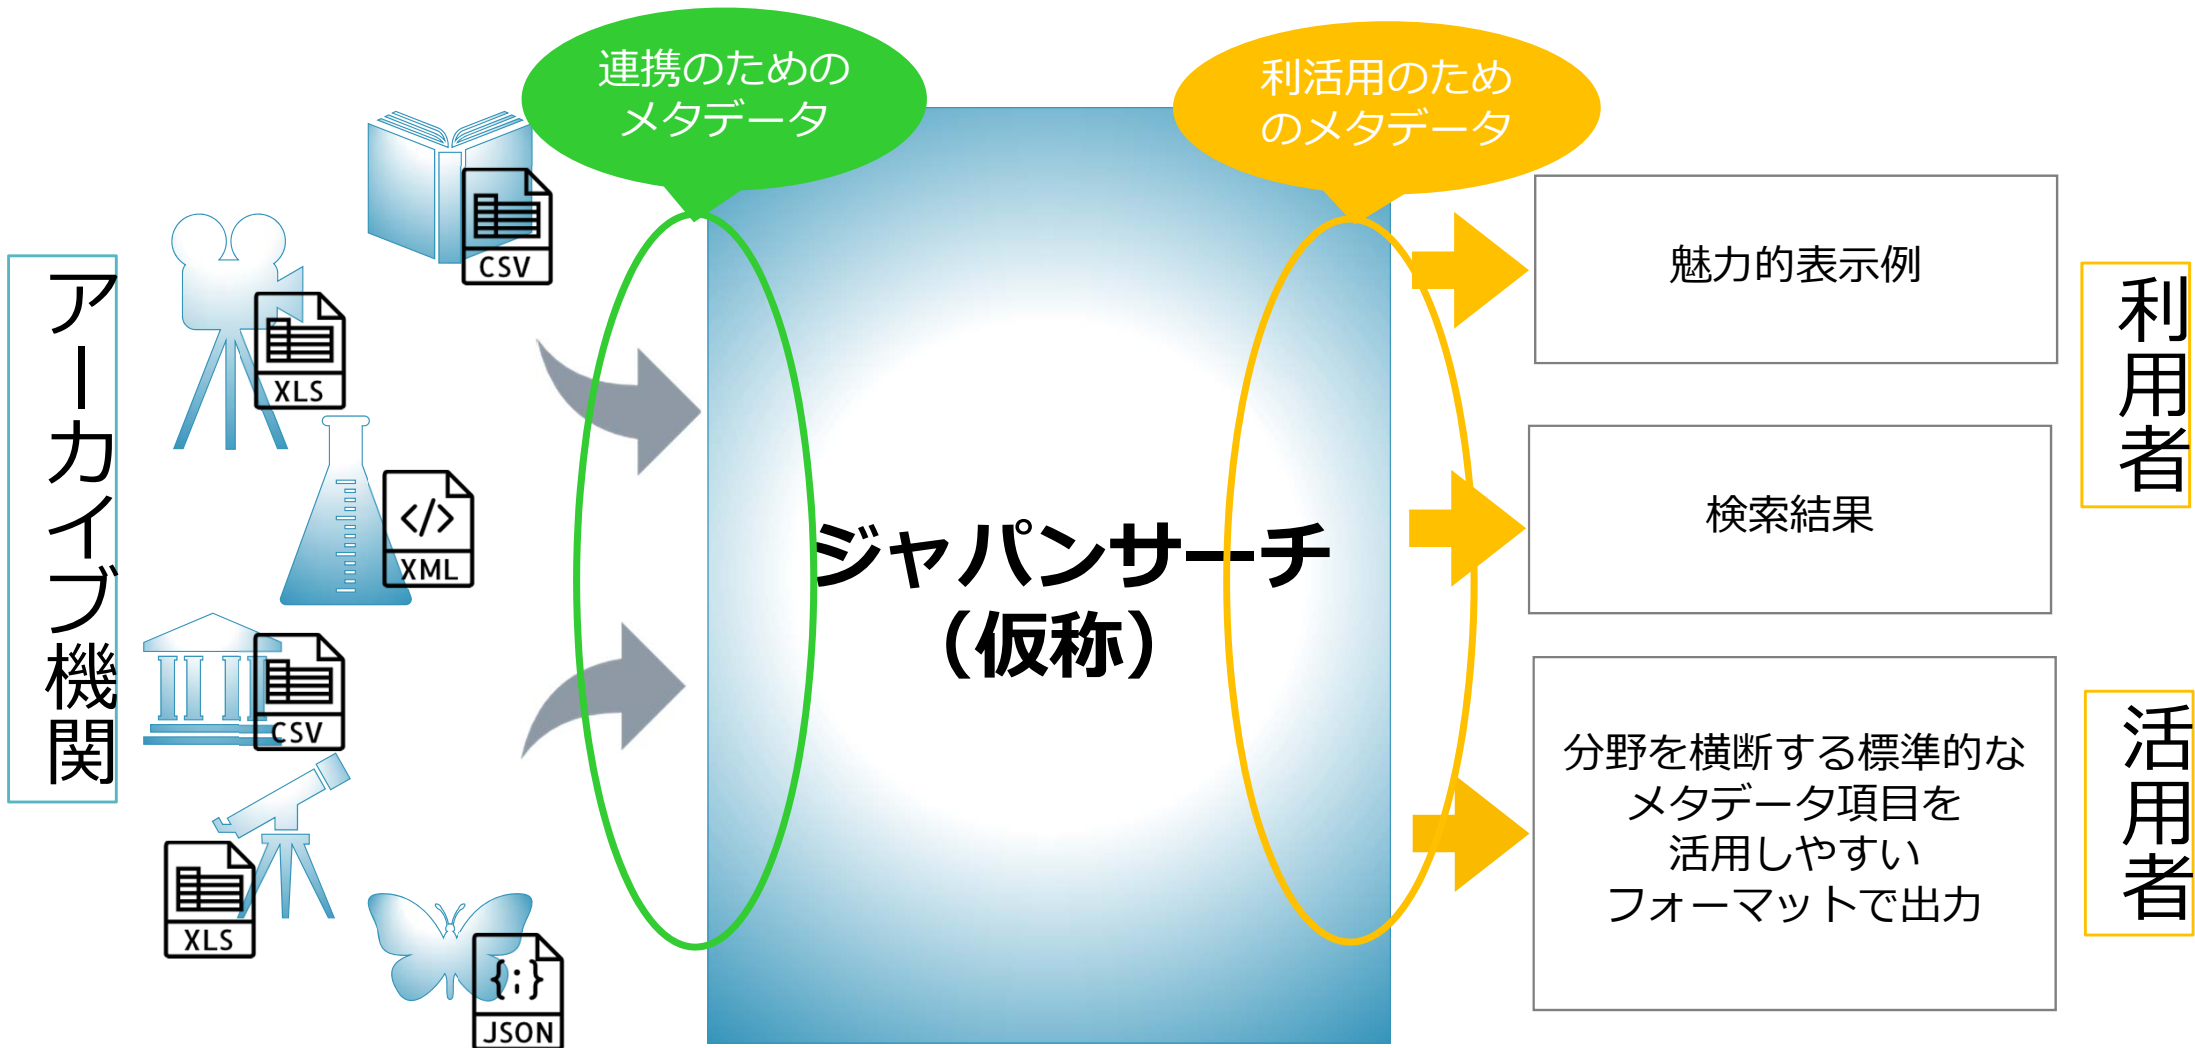 連携のための
メタデータ
利活用のため
のメタデータ
アーカイブ機関
CSV
XLS
XML
CSV
XLS
JSON
ジャパンサーチ
（仮称）
魅力的表示例
検索結果
分野を横断する標準的な
メタデータ項目を
活用しやすい
フォーマットで出力
利用者
活用者